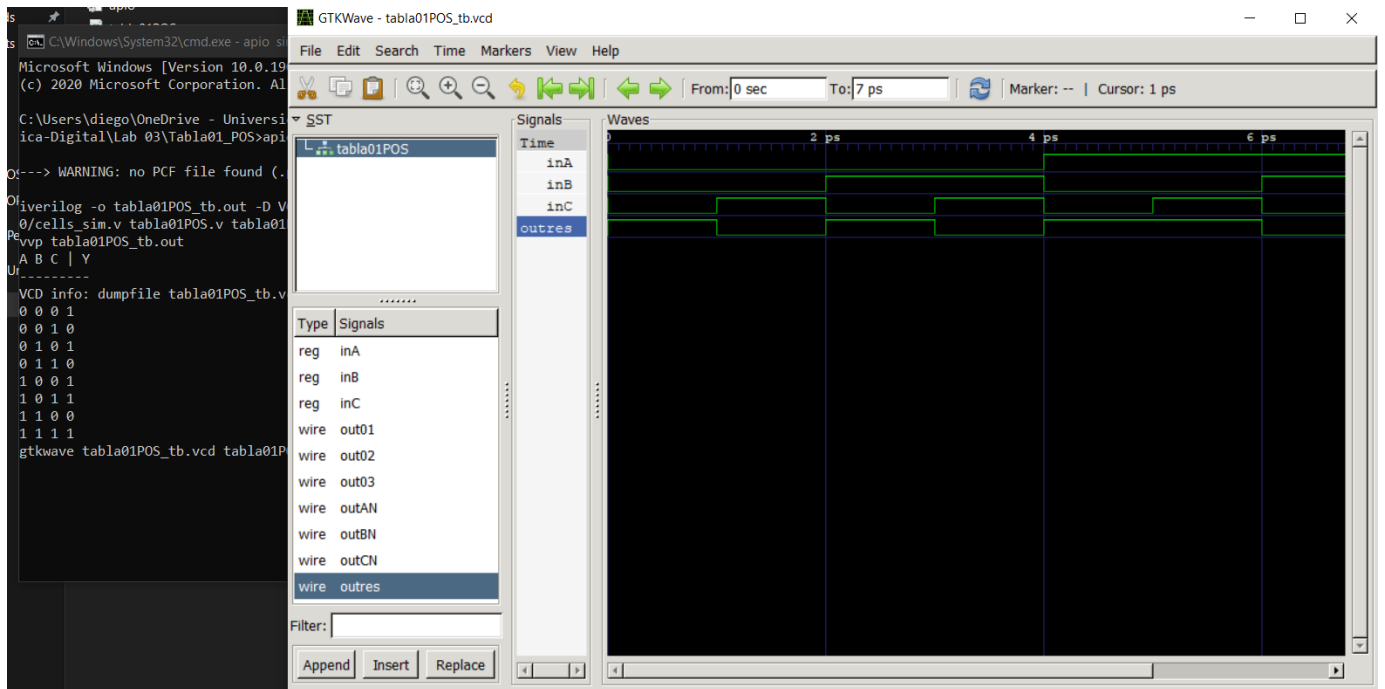 GTKWave - tabla01POS_tb.vcd
C:\Windows\System32\cmd.exe - apio si
Microsoft Windows [Version 10.0.19
(c) 2020 Microsoft Corporation. Al
C:\Users\diego\OneDrive - Universi
ica-Digital\Lab 03\Tabla01_POS>api
---> WARNING: no PCF file found (.
iverilog -o tabla01POS_tb.out -D V
0/cells_sim.v tabla01POS.v tabla01
vvp tabla01POS_tb.out
A B C | Y
---------
VCD info: dumpfile tabla01POS_tb.v
0 0 0 1
0 0 1 0
0 1 0 1
0 1 1 0
1 0 0 1
1 0 1 1
1 1 0 0
1 1 1 1
gtkwave tabla01POS_tb.vcd tabla01P
File Edit Search Time Markers View Help
From: 0 sec To: 7 ps Marker: -- | Cursor: 1 ps
SST
tabla01POS
Type Signals
reg inA
reg inB
reg inC
wire out01
wire out02
wire out03
wire outAN
wire outBN
wire outCN
wire outres
Filter:
Append Insert Replace
Signals
Time
inA
inB
inC
outres
Waves
2 ps 4 ps 6 ps